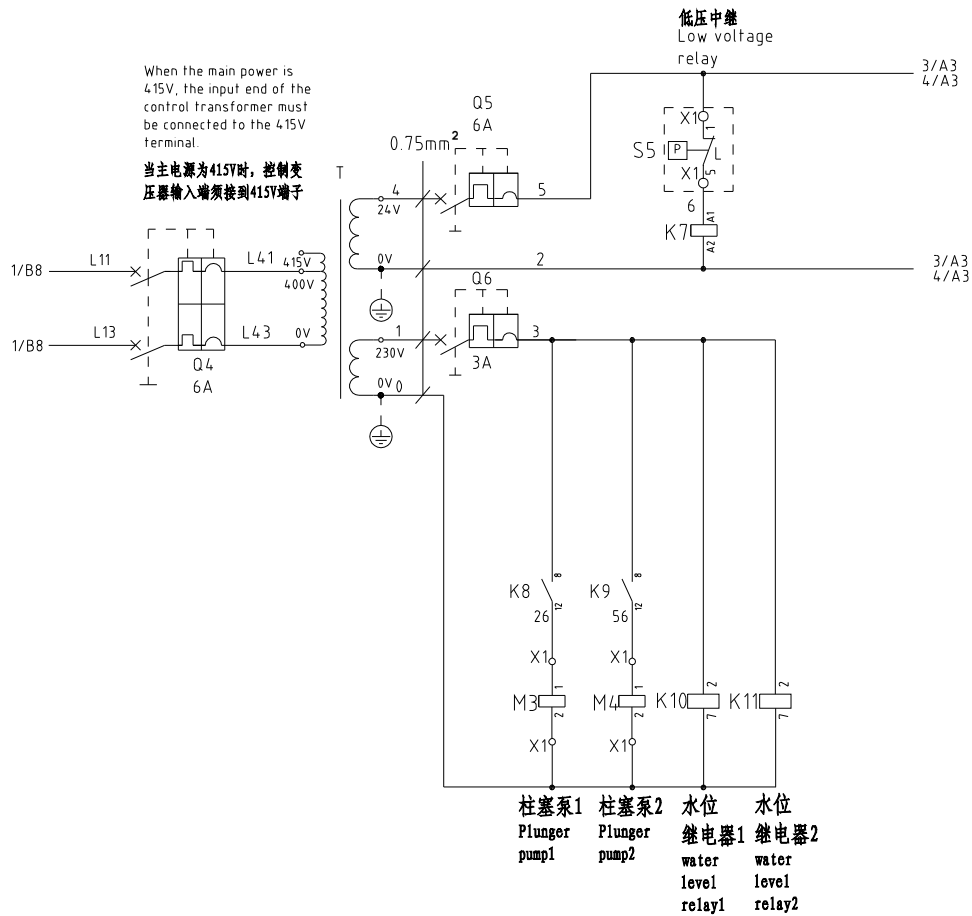 低压中继
Low voltage
relay
3/A3
4/A3
When the main power is
415V, the input end of the
control transformer must
be connected to the 415V
terminal.
当主电源为415V时，控制变
压器输入端须接到415V端子
Q5
6A
0.75mm²
X1
1
S5
P
L
X1
5
T
4
24V
5
6
K7
A1
A2
1/B8
L11
L41
415V
400V
0V
2
3/A3
4/A3
Q6
1/B8
L13
L43
0V
1
230V
3
3A
Q4
6A
0V
0
K8
8
12
26
K9
8
12
56
X1
X1
M3
1
2
M4
1
2
K10
2
7
K11
2
7
X1
X1
柱塞泵1
Plunger
pump1
柱塞泵2
Plunger
pump2
水位
继电器1
water
level
relay1
水位
继电器2
water
level
relay2